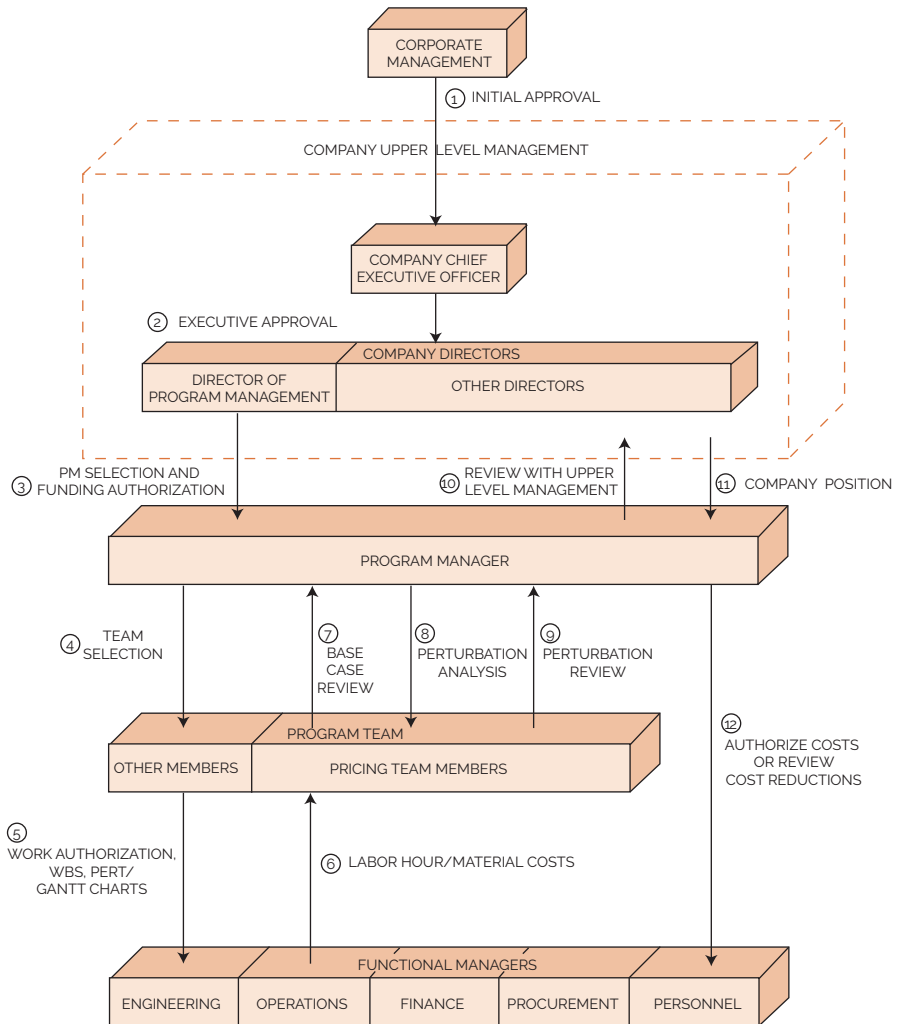 CORPORATE
MANAGEMENT
1 INITIAL APPROVAL
COMPANY UPPER LEVEL MANAGEMENT
COMPANY CHIEF
EXECUTIVE OFFICER
2 EXECUTIVE APPROVAL
COMPANY DIRECTORS
DIRECTOR OF
PROGRAM MANAGEMENT
OTHER DIRECTORS
3 PM SELECTION AND
FUNDING AUTHORIZATION
10 REVIEW WITH UPPER
LEVEL MANAGEMENT
11 COMPANY POSITION
PROGRAM MANAGER
4 TEAM
SELECTION
7
BASE
CASE
REVIEW
8
PERTURBATION
ANALYSIS
9
PERTURBATION
REVIEW
12
AUTHORIZE COSTS
OR REVIEW
COST REDUCTIONS
PROGRAM TEAM
OTHER MEMBERS
PRICING TEAM MEMBERS
5
WORK AUTHORIZATION,
WBS, PERT/
GANTT CHARTS
6 LABOR HOUR/MATERIAL COSTS
FUNCTIONAL MANAGERS
ENGINEERING
OPERATIONS
FINANCE
PROCUREMENT
PERSONNEL